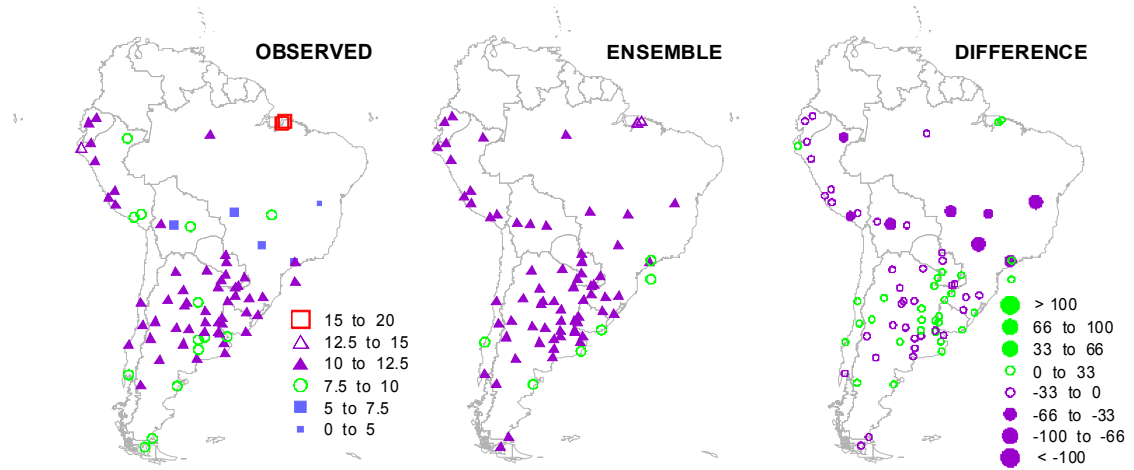 OBSERVED
15 to 20
12.5 to 15
10 to 12.5
7.5 to 10
5 to 7.5
0 to 5
ENSEMBLE
DIFFERENCE
> 100
66 to 100
33 to 66
0 to 33
-33 to 0
-66 to -33
-100 to -66
< -100